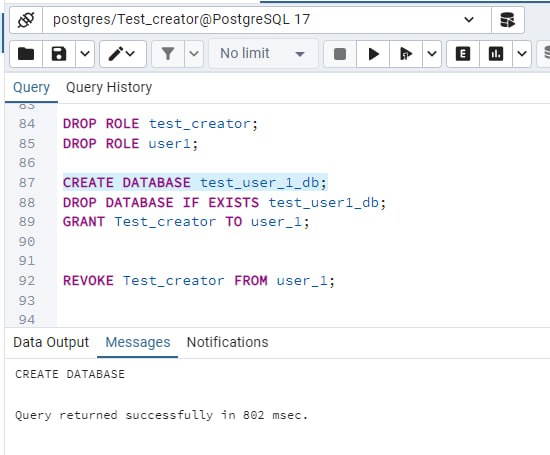 postgres/Test_creator@PostgreSQL 17
No limit
E
Query Query History
83
84 DROP ROLE test_creator;
85 DROP ROLE user1;
86
87 CREATE DATABASE test_user_1_db;
88 DROP DATABASE IF EXISTS test_user1_db;
89 GRANT Test_creator TO user_1;
90
91
92 REVOKE Test_creator FROM user_1;
93
94
Data Output Messages Notifications
CREATE DATABASE
Query returned successfully in 802 msec.